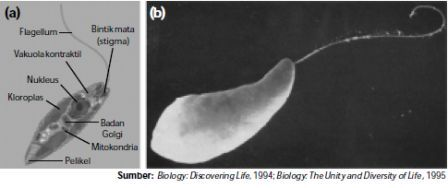 (a)
(b)
Flagellum
Bintik mata
(stigma)
Vakuola kontraktil
Nukleus
Kloroplas
Badan
Golgi
Mitokondria
Pelikel
Sumber: Biology: Discovering Life, 1994; Biology: The Unity and Diversity of Life, 1995